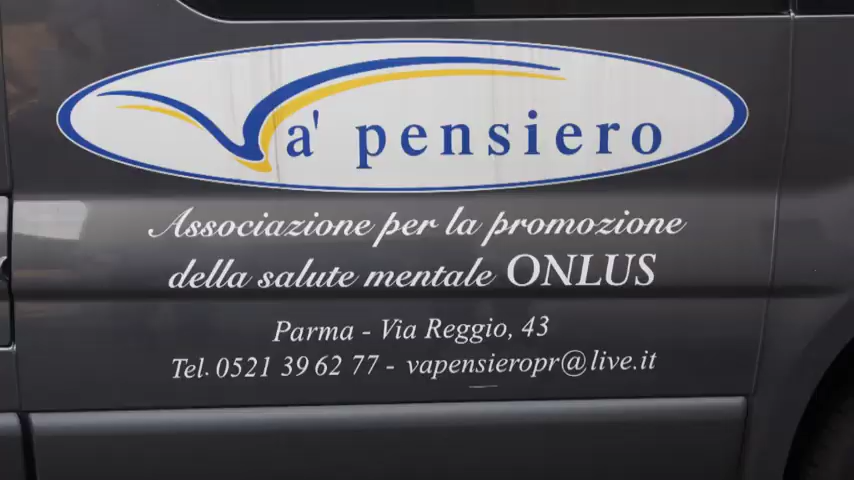 Va' pensiero
Associazione per la promozione
della salute mentale ONLUS
Parma - Via Reggio, 43
Tel. 0521 39 62 77 - vapensieropr@live.it